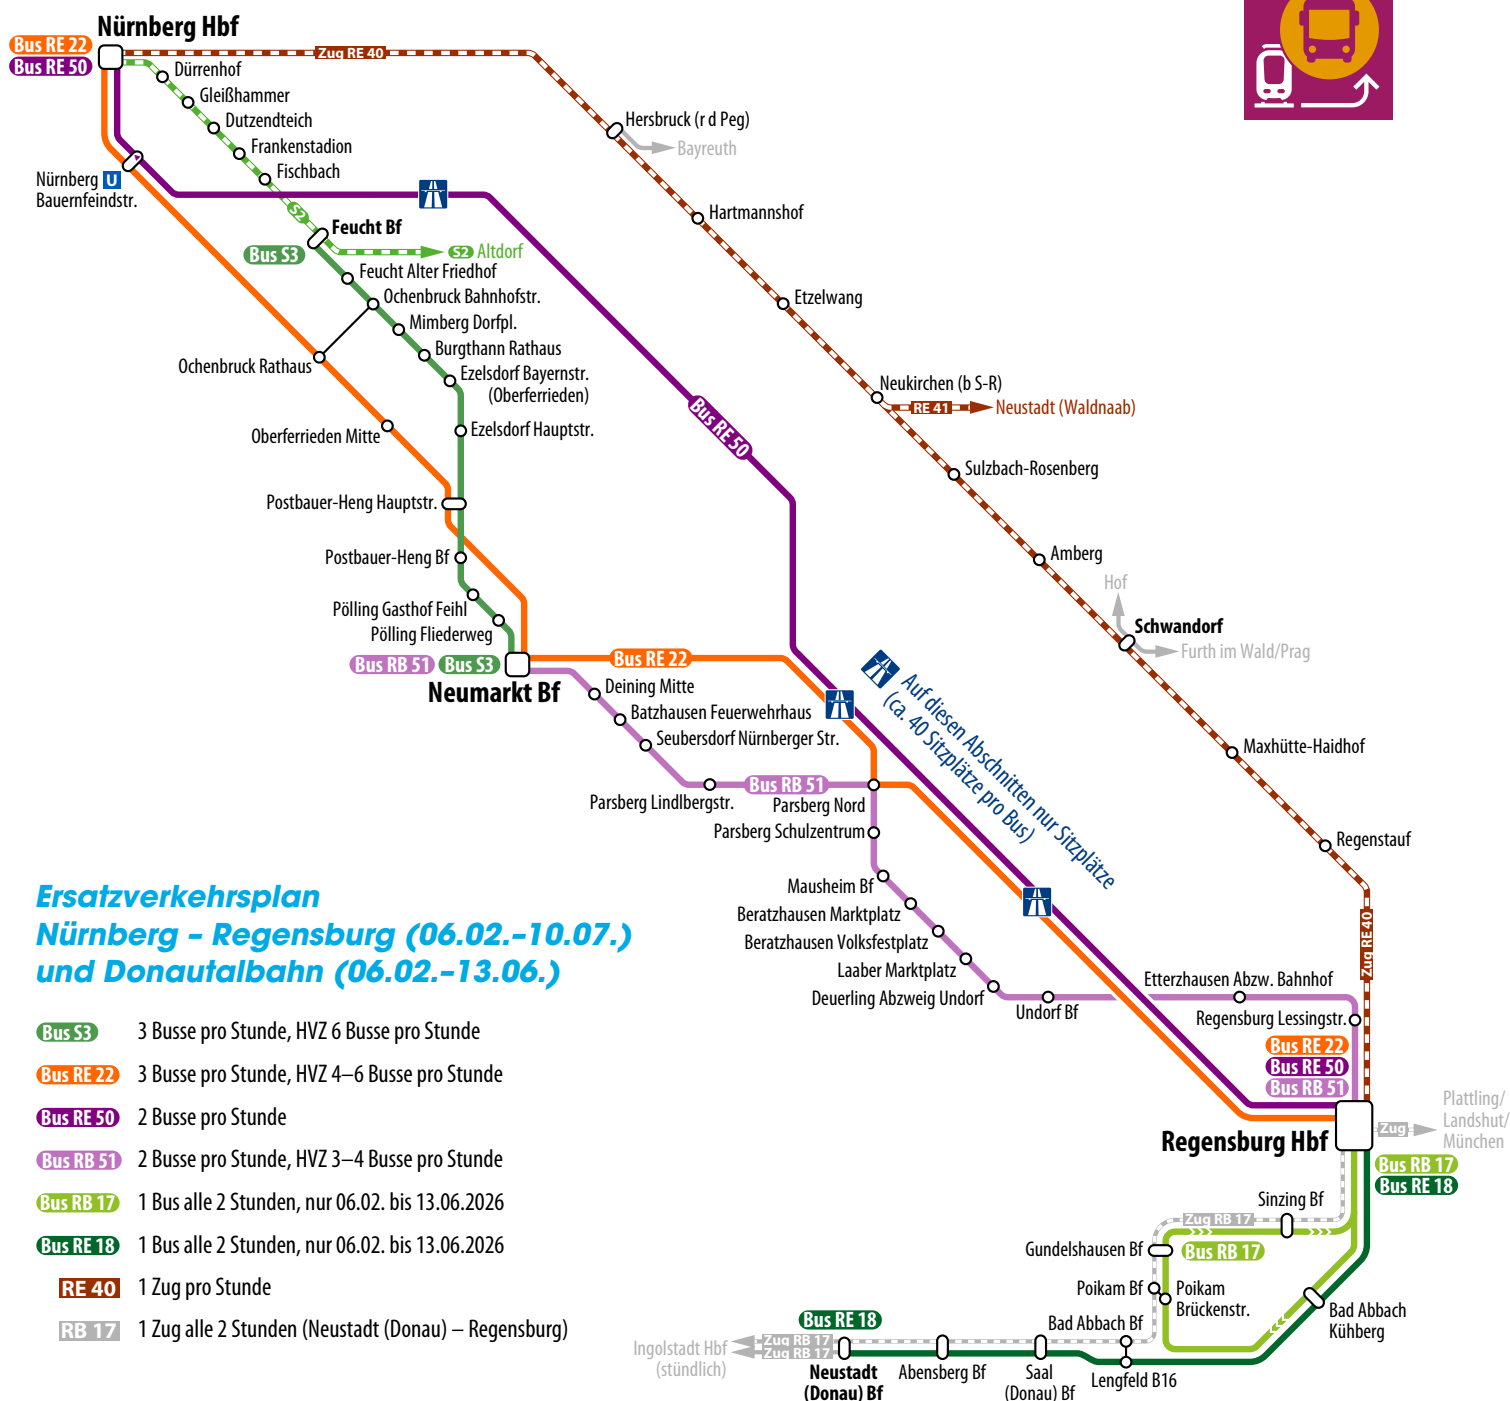 Nürnberg Hbf
Bus RE 22
Bus RE 50
Zug RE 40
Dürrenhof
Gleißhammer
Dutzendteich
Frankenstadion
Fischbach
Hersbruck (r d Peg)
Bayreuth
Nürnberg U
Bauernfeindstr.
S2
Feucht Bf
Bus S3
S2 Altdorf
Hartmannshof
Feucht Alter Friedhof
Ochenbruck Bahnhofstr.
Mimberg Dorfpl.
Burgthann Rathaus
Ezelsdorf Bayernstr.
(Oberferrieden)
Ezelsdorf Hauptstr.
Ochenbruck Rathaus
Oberferrieden Mitte
Etzelwang
Neukirchen (b S-R)
RE 41
Neustadt (Waldnaab)
Bus RE 50
Sulzbach-Rosenberg
Postbauer-Heng Hauptstr.
Postbauer-Heng Bf
Amberg
Hof
Pölling Gasthof Feihl
Pölling Fliederweg
Schwandorf
Furth im Wald/Prag
Bus RB 51
Bus S3
Neumarkt Bf
Bus RE 22
Deining Mitte
Batzhausen Feuerwehrhaus
Seubersdorf Nürnberger Str.
Auf diesen Abschnitten nur Sitzplätze
(ca. 40 Sitzplätze pro Bus)
Maxhütte-Haidhof
Parsberg Lindlbergstr.
Bus RB 51
Parsberg Nord
Parsberg Schulzentrum
Regenstauf
Mausheim Bf
Beratzhausen Marktplatz
Beratzhausen Volksfestplatz
Laaber Marktplatz
Deuerling Abzweig Undorf
Undorf Bf
Zug RE 40
Etterzhausen Abzw. Bahnhof
Regensburg Lessingstr.
Bus RE 22
Bus RE 50
Bus RB 51
Regensburg Hbf
Zug
Plattling/
Landshut/
München
Bus RB 17
Bus RE 18
Sinzing Bf
Zug RB 17
Gundelshausen Bf
Bus RB 17
Poikam Bf
Poikam
Brückenstr.
Bad Abbach Bf
Bad Abbach
Kühberg
Bus RE 18
Ingolstadt Hbf
(stündlich)
Zug RB 17
Zug RB 17
Neustadt
(Donau) Bf
Abensberg Bf
Saal
(Donau) Bf
Lengfeld B16
Ersatzverkehrsplan
Nürnberg – Regensburg (06.02.–10.07.)
und Donautalbahn (06.02.–13.06.)
Bus S3 3 Busse pro Stunde, HVZ 6 Busse pro Stunde
Bus RE 22 3 Busse pro Stunde, HVZ 4–6 Busse pro Stunde
Bus RE 50 2 Busse pro Stunde
Bus RB 51 2 Busse pro Stunde, HVZ 3–4 Busse pro Stunde
Bus RB 17 1 Bus alle 2 Stunden, nur 06.02. bis 13.06.2026
Bus RE 18 1 Bus alle 2 Stunden, nur 06.02. bis 13.06.2026
RE 40 1 Zug pro Stunde
RB 17 1 Zug alle 2 Stunden (Neustadt (Donau) – Regensburg)